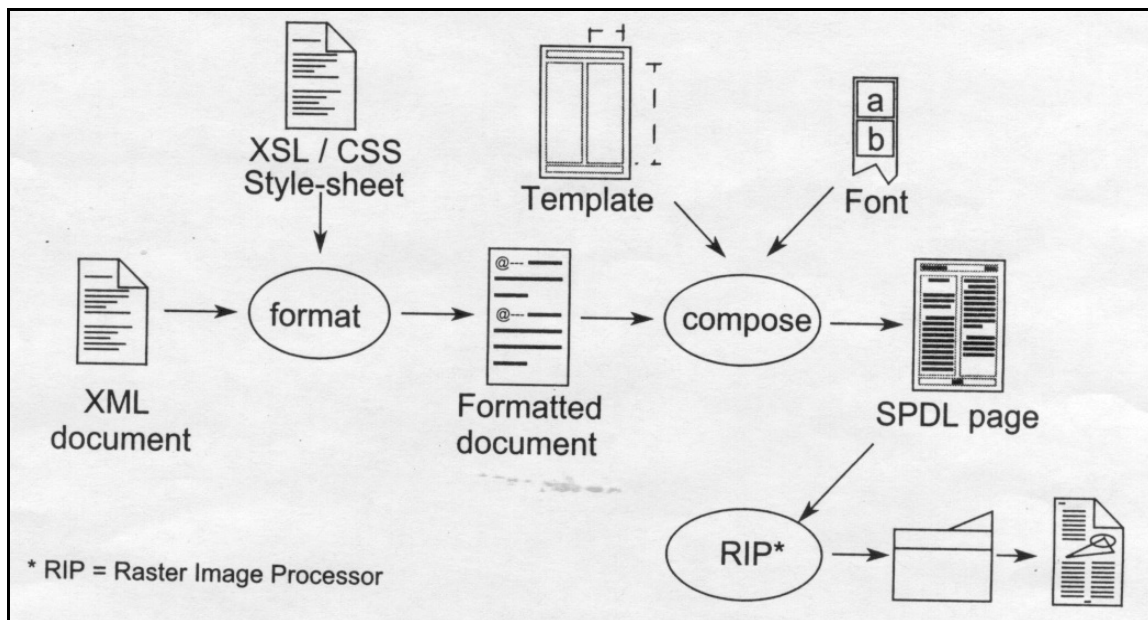 XSL / CSS
Style-sheet
Template
a
b
Font
format
@---
@---
compose
XML
document
Formatted
document
SPDL page
RIP*
* RIP = Raster Image Processor